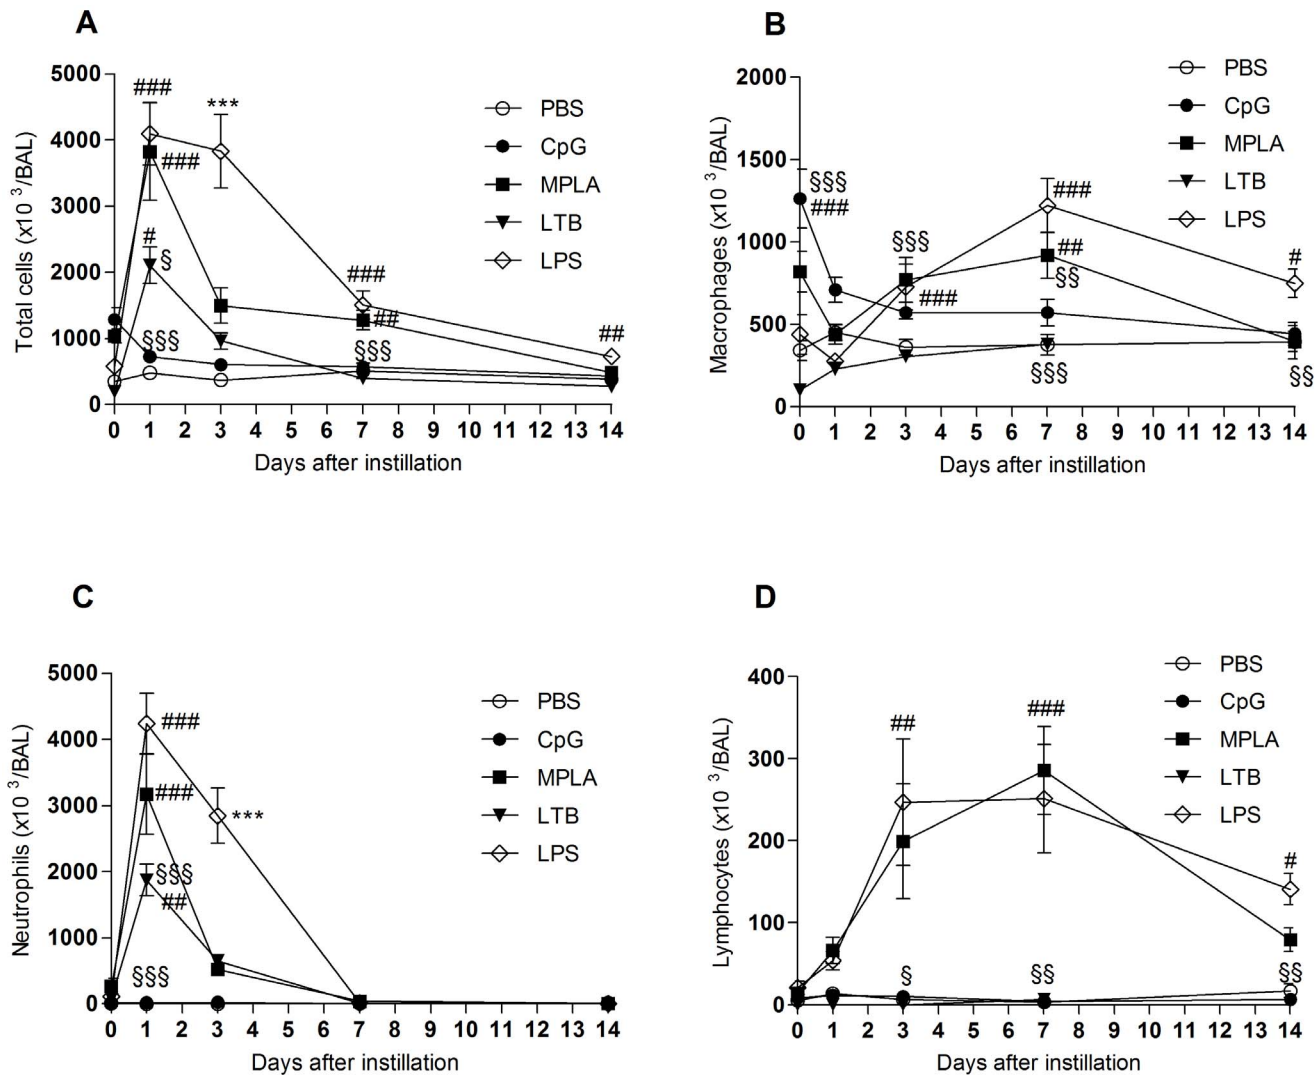 A
Total cells (x10 3/BAL)
5000
4000
3000
2000
1000
0
###
***
###
#
§
§§§
###
##
§§§
##
PBS
CpG
MPLA
LTB
LPS
0 1 2 3 4 5 6 7 8 9 10 11 12 13 14
Days after instillation
B
Macrophages (x10 3/BAL)
2000
1500
1000
500
0
§§§
###
§§§
###
###
##
§§
§§§
#
§§
PBS
CpG
MPLA
LTB
LPS
0 1 2 3 4 5 6 7 8 9 10 11 12 13 14
Days after instillation
C
Neutrophils (x10 3/BAL)
5000
4000
3000
2000
1000
0
###
###
***
§§§
##
§§§
PBS
CpG
MPLA
LTB
LPS
0 1 2 3 4 5 6 7 8 9 10 11 12 13 14
Days after instillation
D
Lymphocytes (x10 3/BAL)
400
300
200
100
0
##
###
#
§
§§
§§
PBS
CpG
MPLA
LTB
LPS
0 1 2 3 4 5 6 7 8 9 10 11 12 13 14
Days after instillation